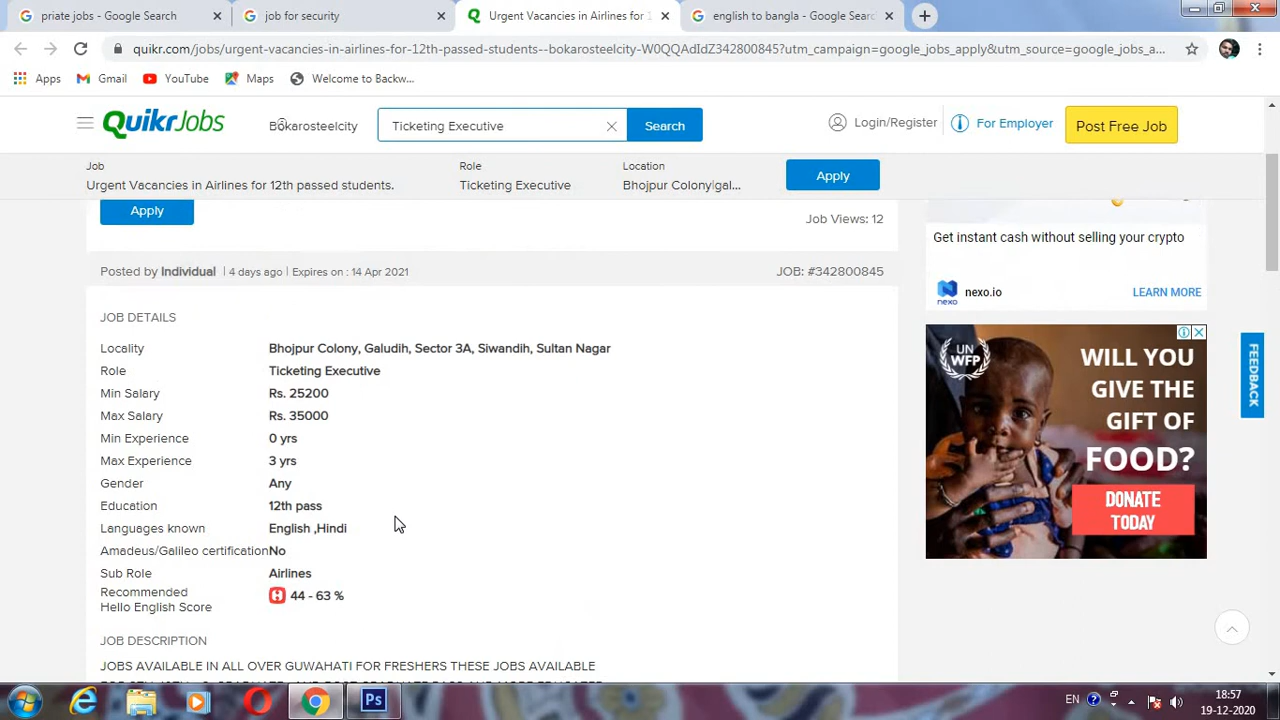 priate jobs - Google Search
job for security
Urgent Vacancies in Airlines for 1
english to bangla - Google Searc
quikr.com/jobs/urgent-vacancies-in-airlines-for-12th-passed-students--bokarosteelcity-W0QQAdIdZ342800845?utm_campaign=google_jobs_apply&utm_source=google_jobs_a...
Apps Gmail YouTube Maps Welcome to Backw...
QuikrJobs Bokarosteelcity Ticketing Executive Search Login/Register For Employer Post Free Job
Job Role Location
Urgent Vacancies in Airlines for 12th passed students. Ticketing Executive Bhojpur Colony|gal... Apply
Apply
Job Views: 12
Posted by Individual | 4 days ago | Expires on : 14 Apr 2021 JOB: #342800845
JOB DETAILS
Locality Bhojpur Colony, Galudih, Sector 3A, Siwandih, Sultan Nagar
Role Ticketing Executive
Min Salary Rs. 25200
Max Salary Rs. 35000
Min Experience 0 yrs
Max Experience 3 yrs
Gender Any
Education 12th pass
Languages known English ,Hindi
Amadeus/Galileo certification No
Sub Role Airlines
Recommended
Hello English Score 44 - 63 %
JOB DESCRIPTION
JOBS AVAILABLE IN ALL OVER GUWAHATI FOR FRESHERS THESE JOBS AVAILABLE
Get instant cash without selling your crypto
nexo.io LEARN MORE
UN
WFP
WILL YOU
GIVE THE
GIFT OF
FOOD?
DONATE
TODAY
FEEDBACK
Ps
EN
18:57
19-12-2020